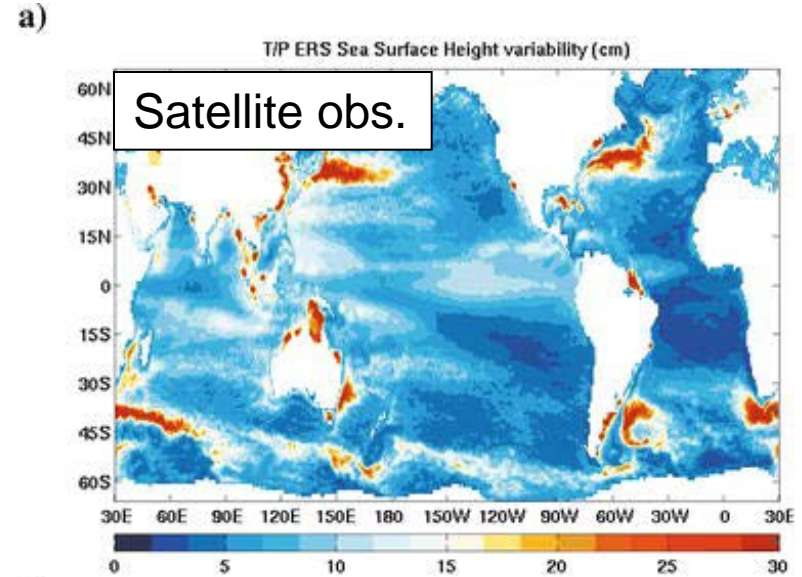 a)
T/P ERS Sea Surface Height variability (cm)
Satellite obs.
60N
45N
30N
15N
0
15S
30S
45S
60S
30E 60E 90E 120E 150E 180 150W 120W 90W 60W 30W 0 30E
0 5 10 15 20 25 30